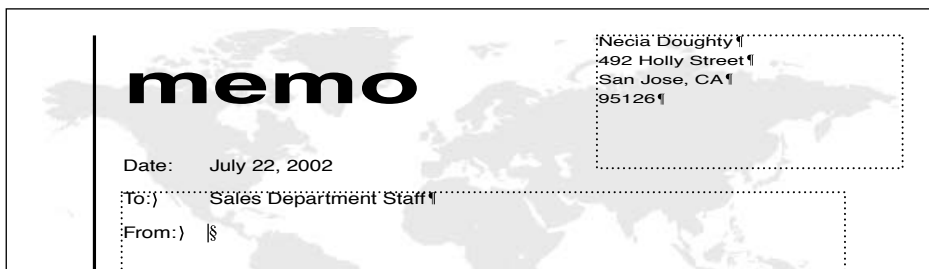 Necia Doughty¶
492 Holly Street¶
San Jose, CA¶
95126¶
memo
Date: July 22, 2002
To:⟩ Sales Department Staff¶
From:⟩ §